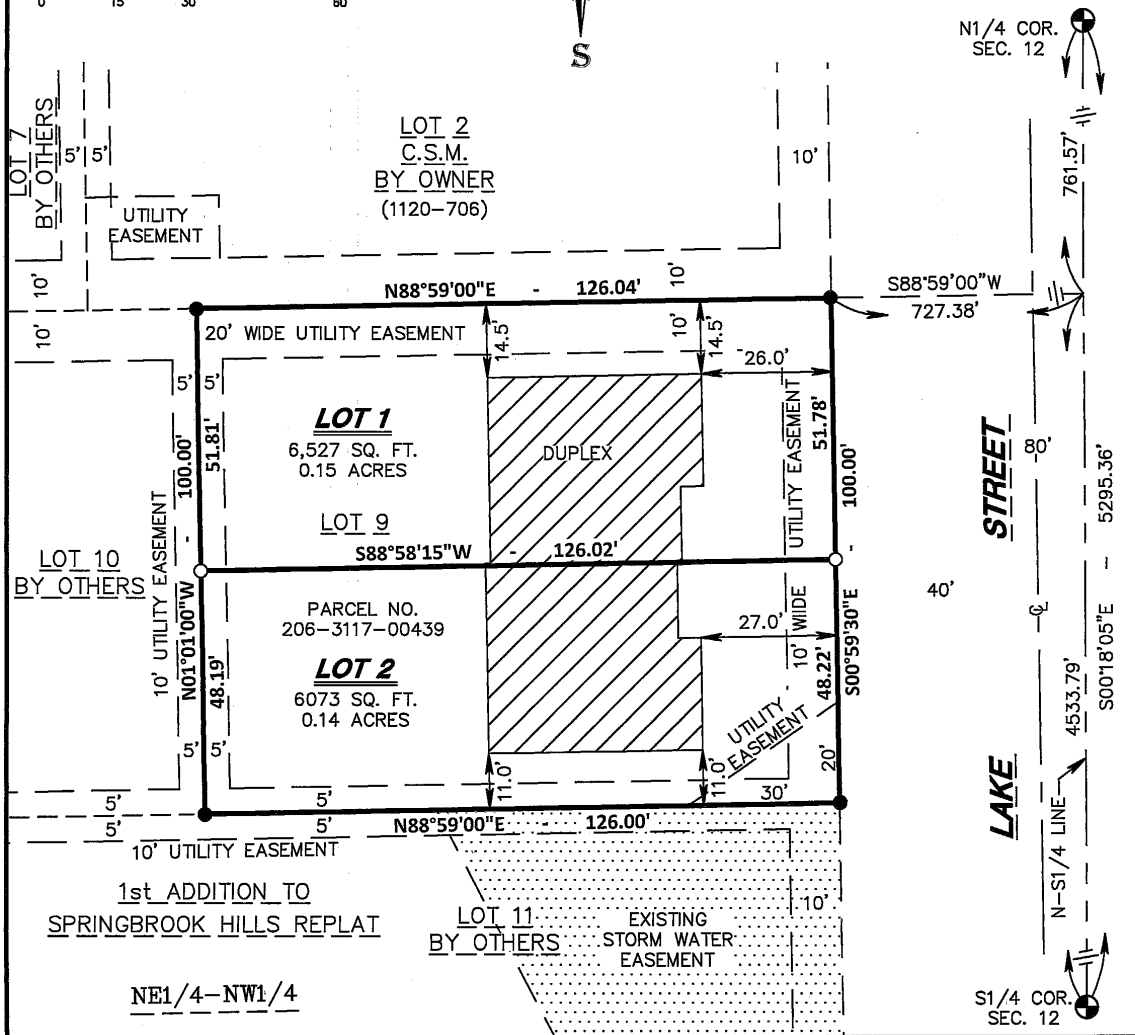 0 15 30 60
S
N1/4 COR.
SEC. 12
761.57'
LOT 7
BY OTHERS
5' 5'
UTILITY
EASEMENT
LOT 2
C.S.M.
BY OWNER
(1120-706)
10'
10'
10'
10'
N88°59'00"E - 126.04'
S88°59'00"W
727.38'
20' WIDE UTILITY EASEMENT
14.5'
10'
14.5'
26.0'
5' 5'
100.00'
51.81'
LOT 1
6,527 SQ. FT.
0.15 ACRES
DUPLEX
UTILITY EASEMENT
51.78'
100.00'
STREET
80'
5295.36'
LOT 9
S88°58'15"W - 126.02'
LOT 10
BY OTHERS
10' UTILITY EASEMENT
N01°01'00"W -
48.19'
PARCEL NO.
206-3117-00439
LOT 2
6073 SQ. FT.
0.14 ACRES
27.0'
10' WIDE
48.22'
S00°59'30"E -
40'
CL
4533.79'
S00°18'05"E -
UTILITY
EASEMENT
20'
LAKE
N-S1/4 LINE
5' 5'
11.0'
11.0'
30'
5' 5'
5' 5'
N88°59'00"E - 126.00'
10' UTILITY EASEMENT
1st ADDITION TO
SPRINGBROOK HILLS REPLAT
LOT 11
BY OTHERS
EXISTING
STORM WATER
EASEMENT
10'
NE1/4-NW1/4
S1/4 COR.
SEC. 12